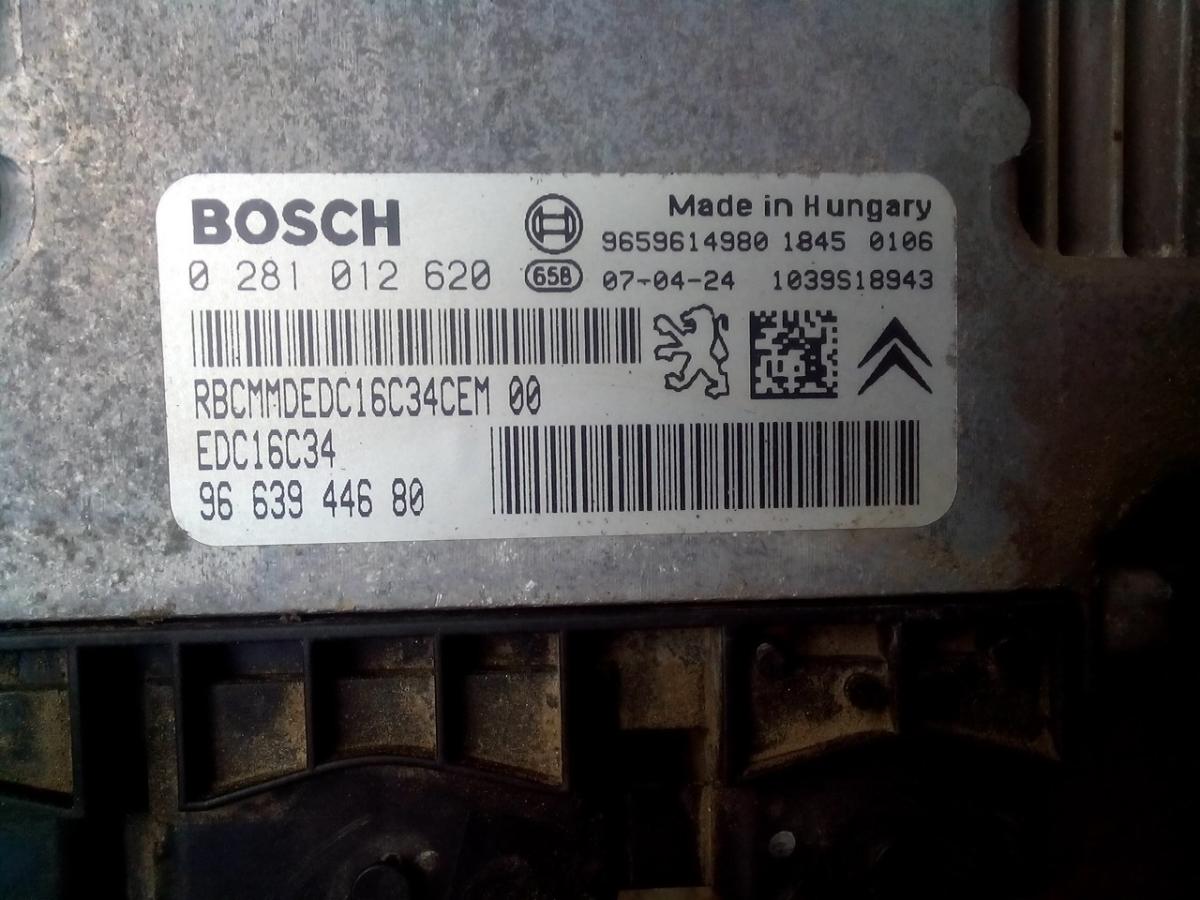 BOSCH
Made in Hungary
9659614980 1845 0106
0 281 012 620
65B
07-04-24 1039S18943
RBCMMDEDC16C34CEM 00
EDC16C34
96 639 446 80